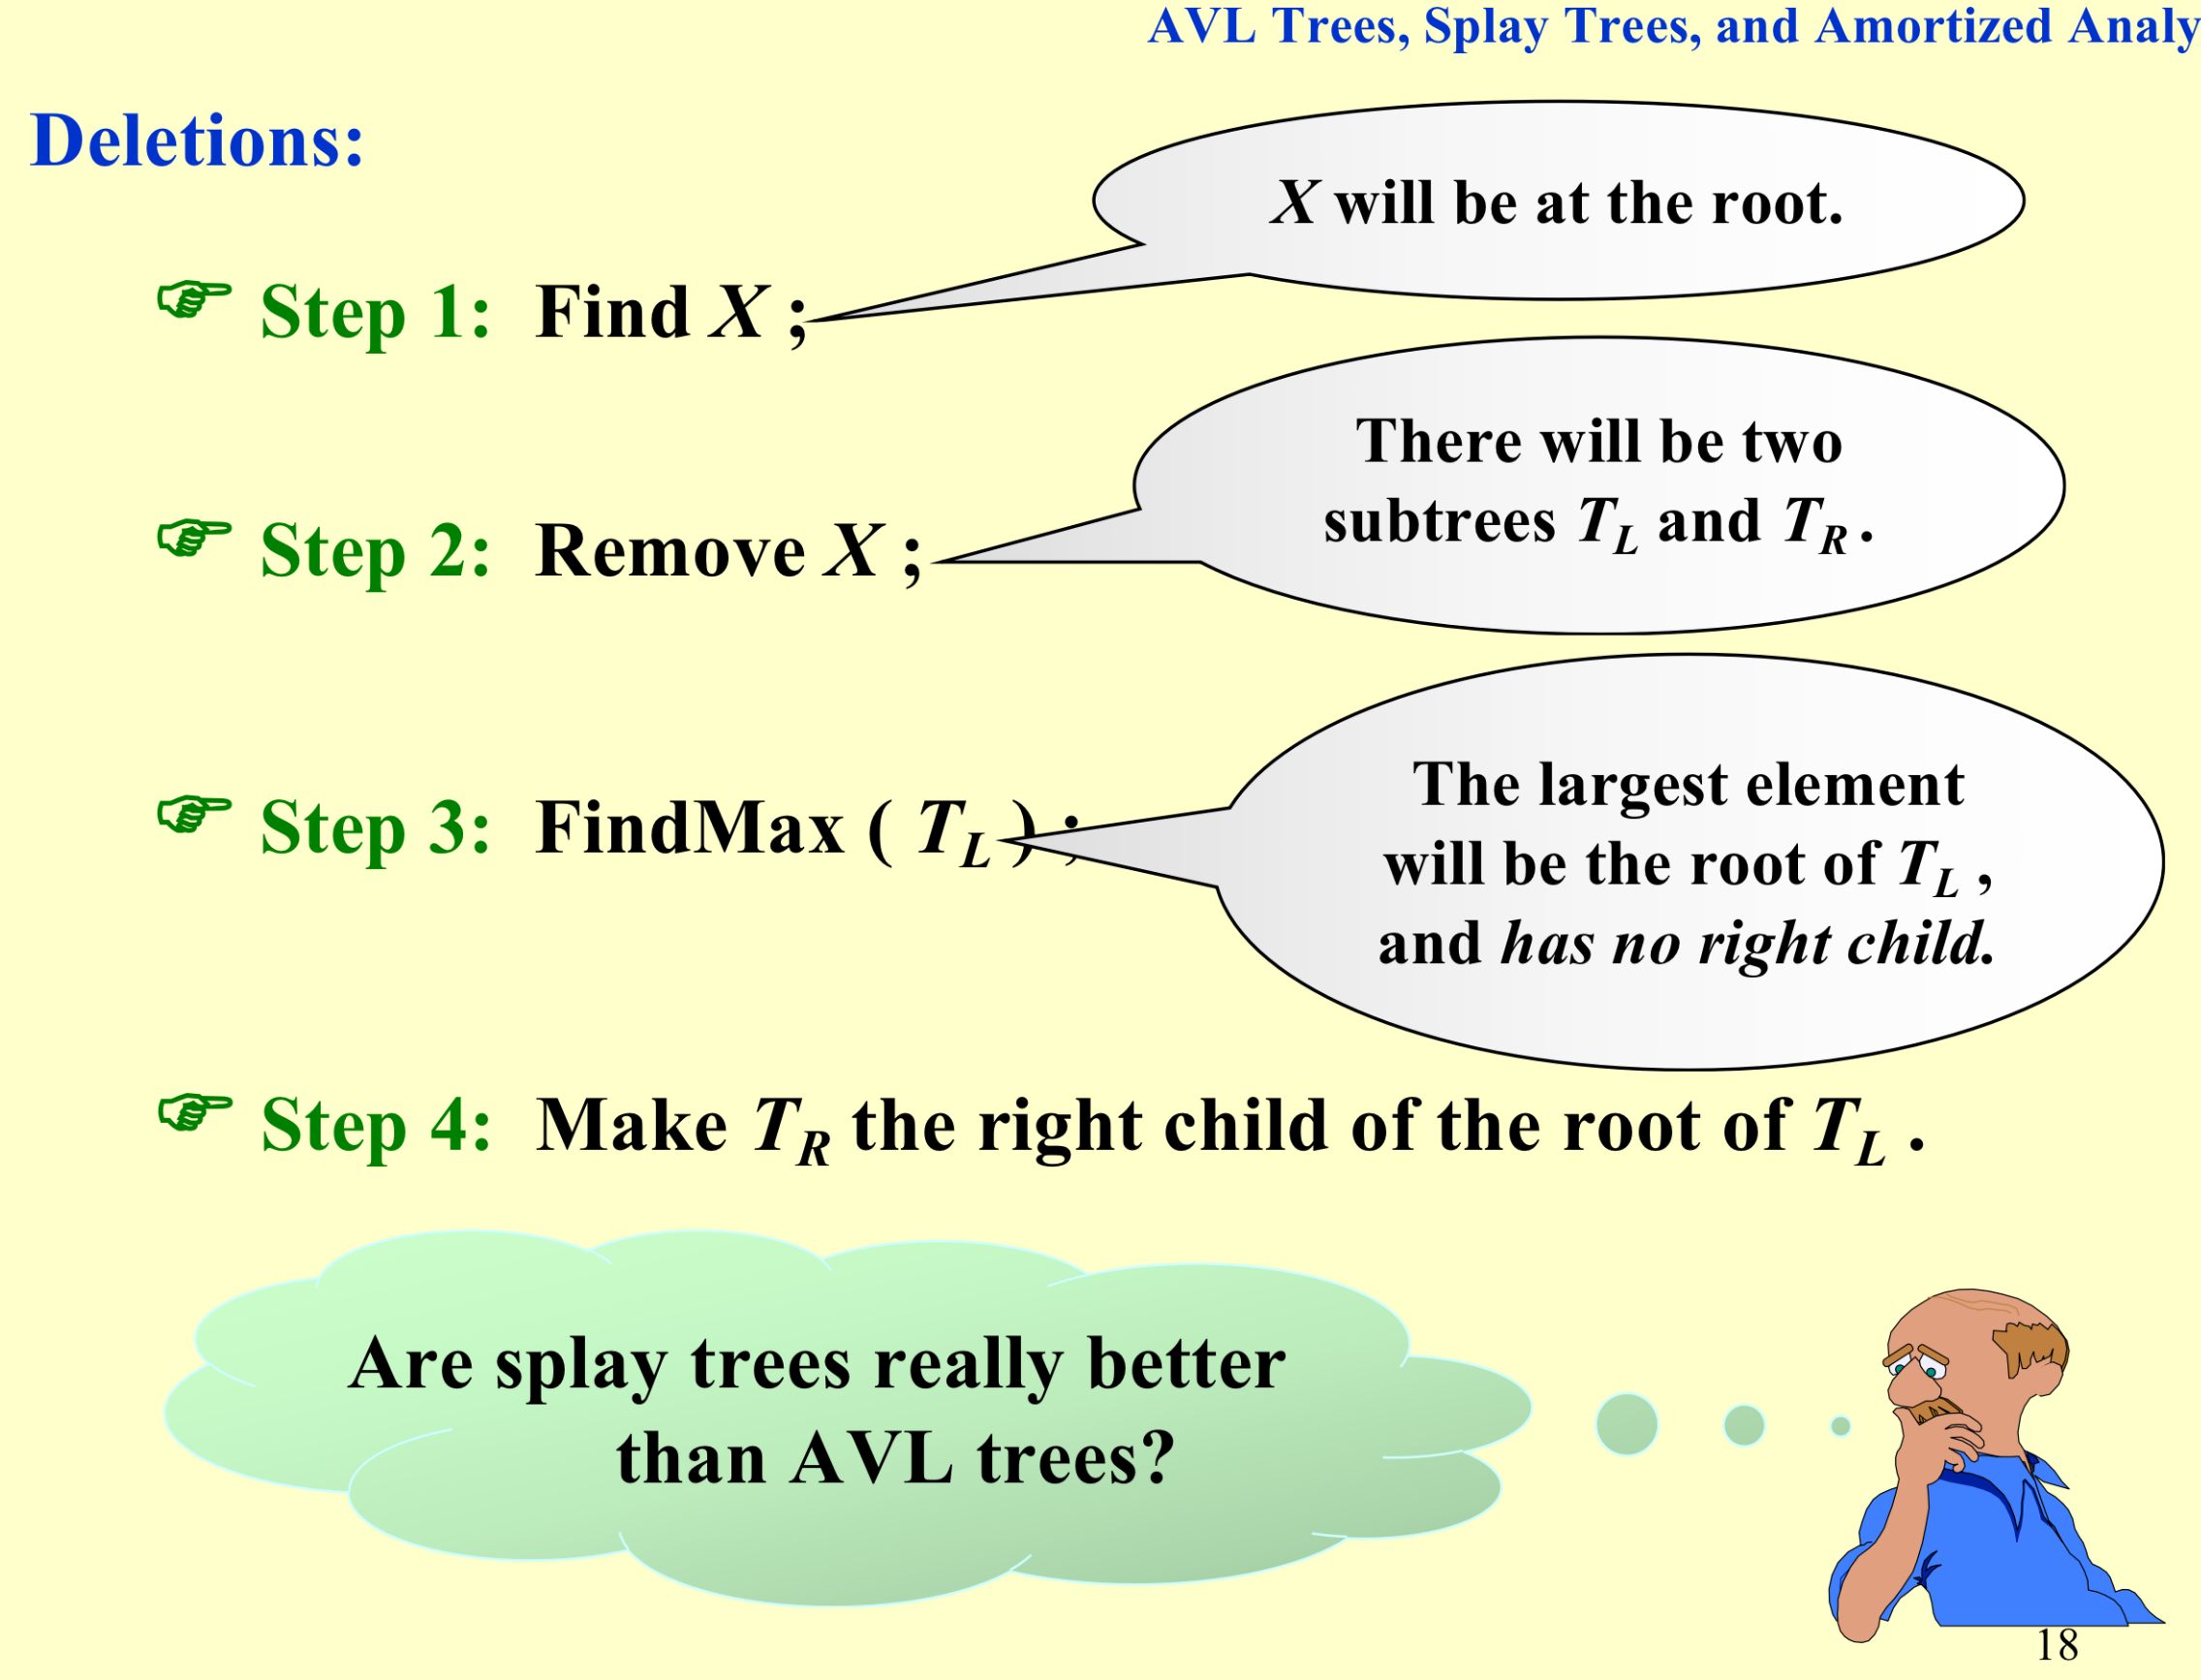 AVL Trees, Splay Trees, and Amortized Analy
Deletions:
X will be at the root.
☞ Step 1: Find X ;
There will be two
subtrees T_L and T_R .
☞ Step 2: Remove X ;
☞ Step 3: FindMax ( T_L ) ;
The largest element
will be the root of T_L ,
and has no right child.
☞ Step 4: Make T_R the right child of the root of T_L .
Are splay trees really better
than AVL trees?
18